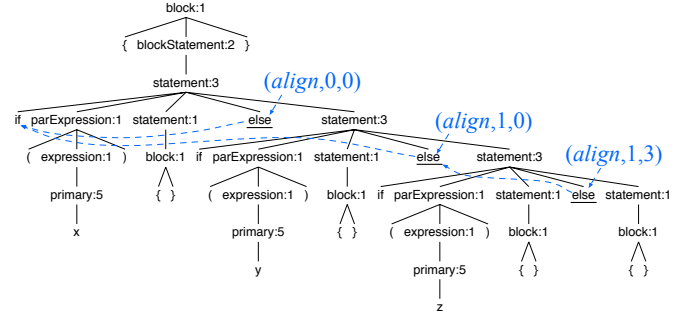 block:1
{ blockStatement:2 }
statement:3
(align,0,0)
if parExpression:1 statement:1 else statement:3
(align,1,0)
( expression:1 ) block:1 if parExpression:1 statement:1 else statement:3
(align,1,3)
primary:5 { } ( expression:1 ) block:1 if parExpression:1 statement:1 else statement:1
x primary:5 { } ( expression:1 ) block:1 block:1
y primary:5 { } { }
z